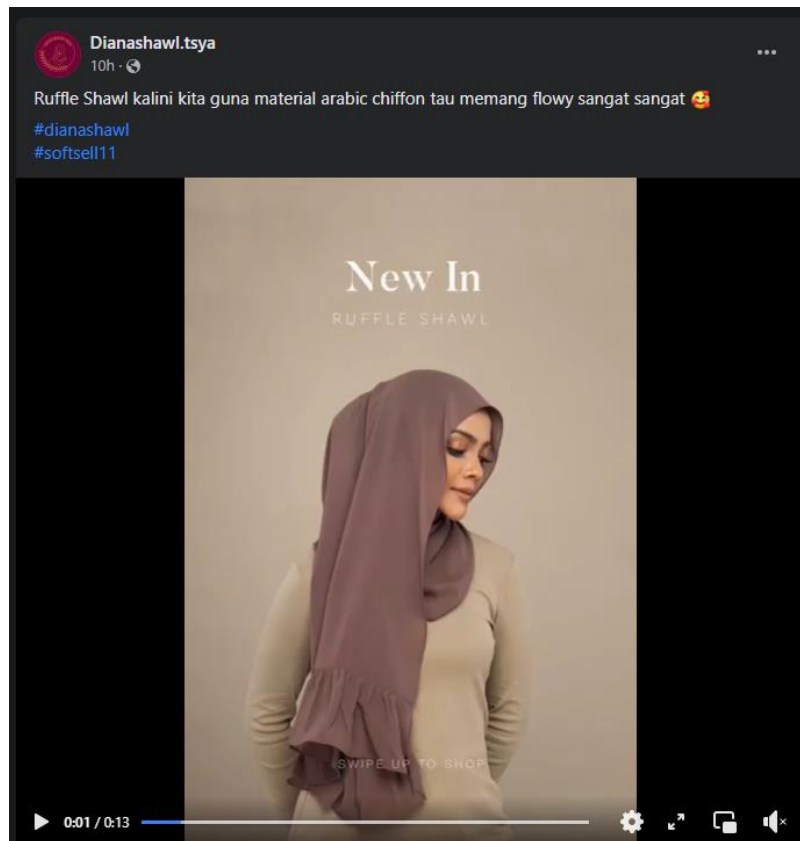 Dianashawl.tsya
10h ·
Ruffle Shawl kalini kita guna material arabic chiffon tau memang flowy sangat sangat 🥰
#dianashawl
#softsell11
New In
RUFFLE SHAWL
SWIPE UP TO SHOP
0:01 / 0:13